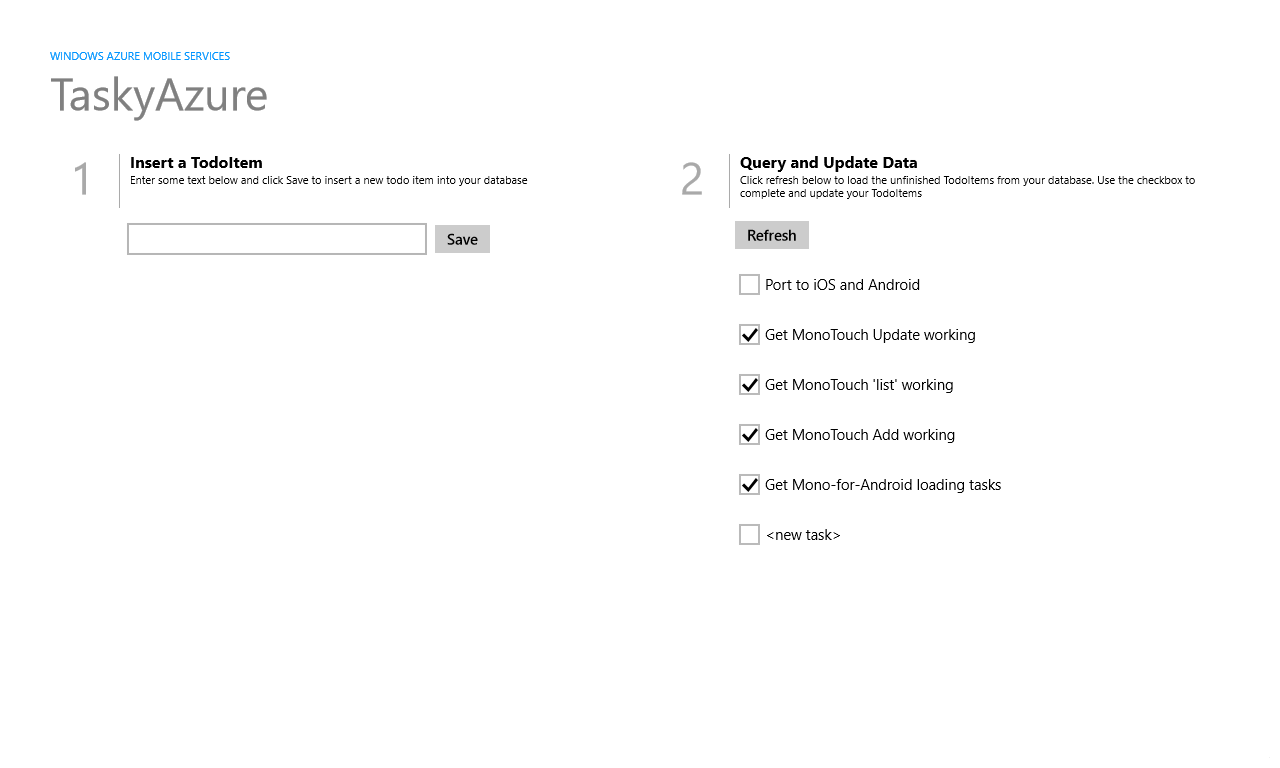 WINDOWS AZURE MOBILE SERVICES
TaskyAzure
1
Insert a TodoItem
Enter some text below and click Save to insert a new todo item into your database
Save
2
Query and Update Data
Click refresh below to load the unfinished TodoItems from your database. Use the checkbox to
complete and update your TodoItems
Refresh
Port to iOS and Android
Get MonoTouch Update working
Get MonoTouch 'list' working
Get MonoTouch Add working
Get Mono-for-Android loading tasks
<new task>